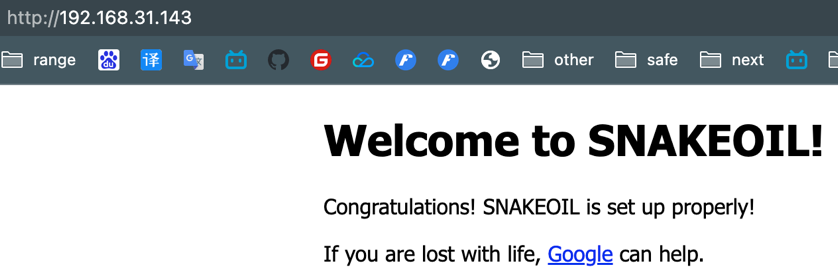 http://192.168.31.143
range du 译 G other safe next
Welcome to SNAKEOIL!
Congratulations! SNAKEOIL is set up properly!
If you are lost with life, Google can help.